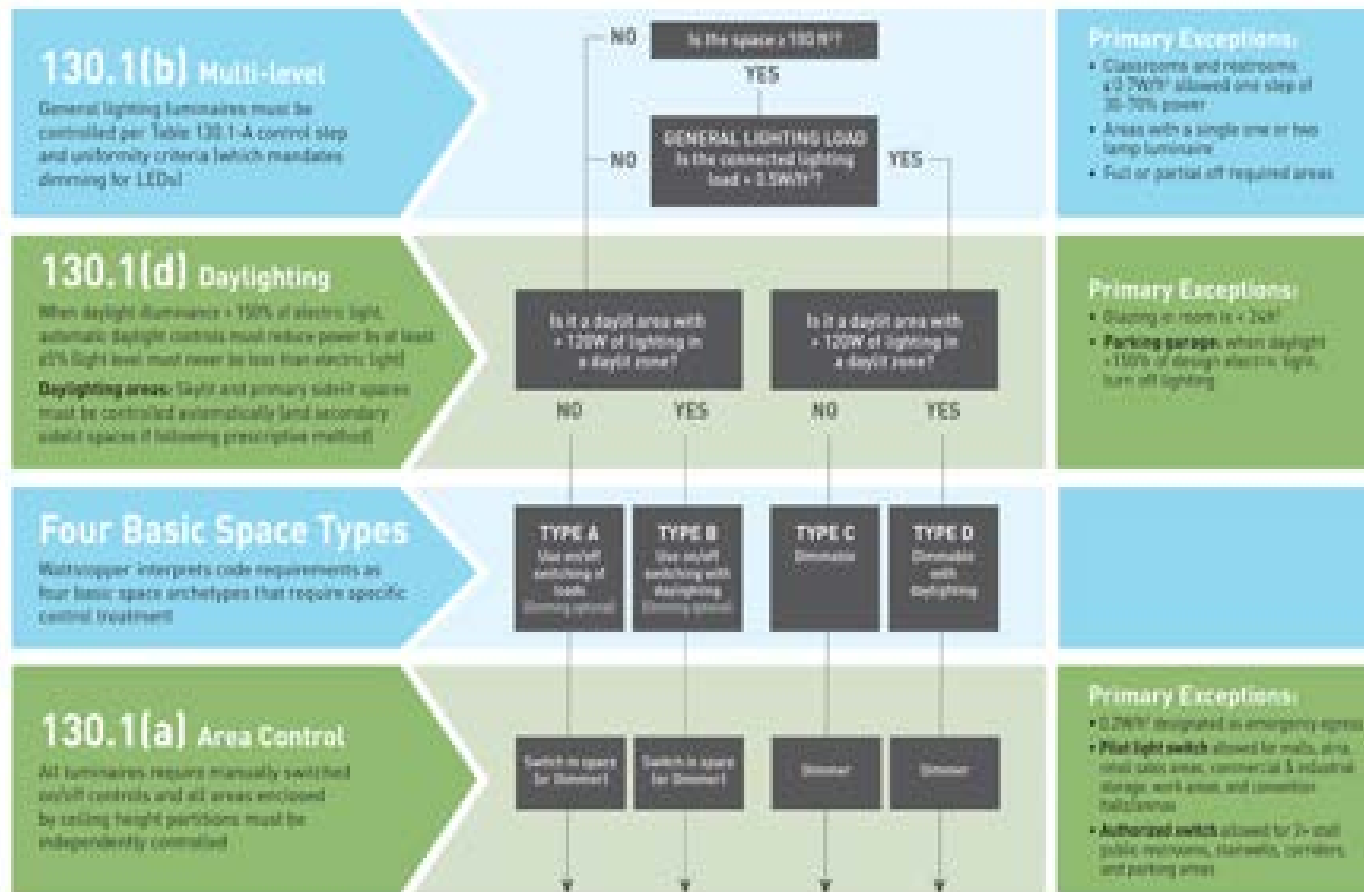 130.1(b) Multi-level
General lighting luminaires must be
controlled per Table 130.1-A control step
and uniformity criteria (which mandates
dimming for LEDs)
NO
Is the space ≥ 100 ft²?
YES
NO
GENERAL LIGHTING LOAD
Is the connected lighting
load > 0.5W/ft²?
YES
Primary Exceptions:
• Classrooms and restrooms
allowed one step of
30-70% power
• Areas with a single one or two
lamp luminaire
• Full or partial off required areas
130.1(d) Daylighting
When daylight illuminance > 150% of electric light,
automatic daylight controls must reduce power by at least
65% (light level must never be less than electric light)
Daylighting areas: Skylit and primary sidelit spaces
must be controlled automatically (and secondary
sidelit spaces if following prescriptive method)
Is it a daylit area with
> 120W of lighting in
a daylit zone?
NO
YES
Is it a daylit area with
> 120W of lighting in
a daylit zone?
NO
YES
Primary Exceptions:
• Glazing in room is < 24ft²
• Parking garage: when daylight
>150% of design electric light,
turn off lighting
Four Basic Space Types
Wattstopper interprets code requirements as
four basic space archetypes that require specific
control treatment
TYPE A
Use on/off
switching of
loads
(Dimming optional)
TYPE B
Use on/off
switching with
daylighting
(Dimming optional)
TYPE C
Dimmable
TYPE D
Dimmable
with
daylighting
130.1(a) Area Control
All luminaires require manually switched
on/off controls and all areas enclosed
by ceiling height partitions must be
independently controlled
Switch in space
(or Dimmer)
Switch in space
(or Dimmer)
Dimmer
Dimmer
Primary Exceptions:
• 0.2W/ft² designated as emergency egress
• Pilot light switch allowed for malls, atria,
retail sales areas, commercial & industrial
storage, work areas, and convention
halls/arenas
• Authorized switch allowed for 2+ stall
public restrooms, stairwells, corridors,
and parking areas